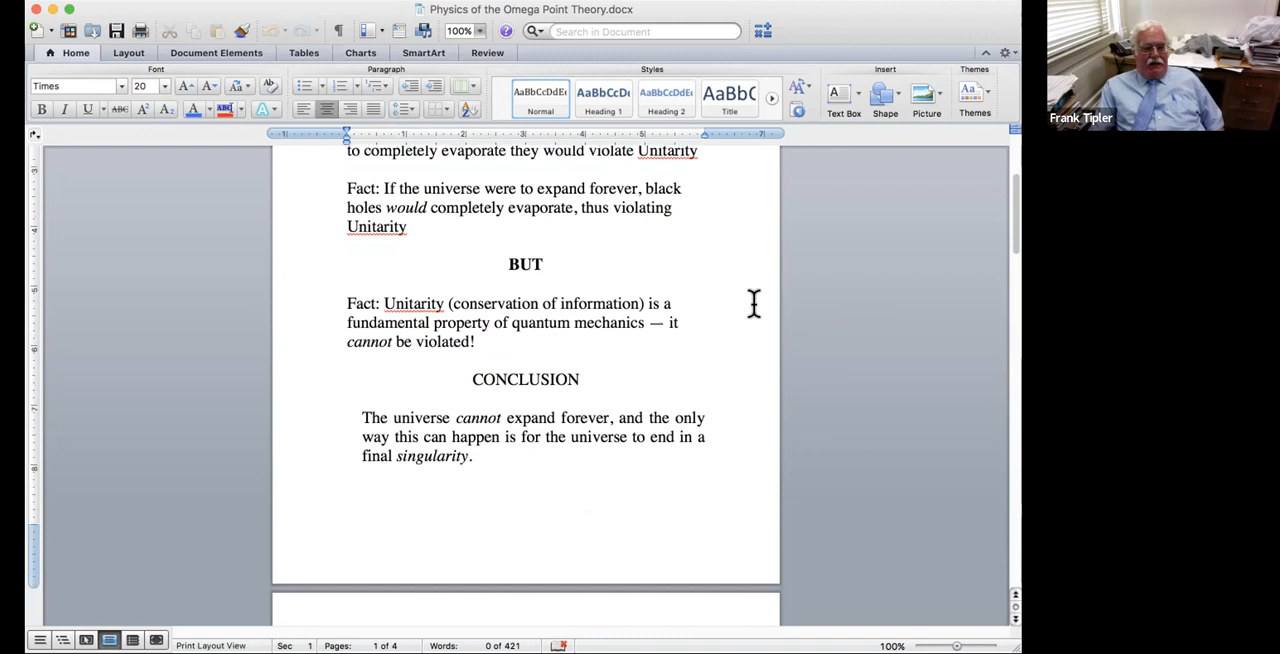 Physics of the Omega Point Theory.docx
100%
Search in Document
Home Layout Document Elements Tables Charts SmartArt Review
Font Paragraph Styles Insert Themes
Times 20
AaBbCcDdEe AaBbCcDc AaBbCcDdEe AaBbC
Normal Heading 1 Heading 2 Title
Text Box Shape Picture Themes
Frank Tipler
to completely evaporate they would violate Unitarity
Fact: If the universe were to expand forever, black
holes would completely evaporate, thus violating
Unitarity
BUT
Fact: Unitarity (conservation of information) is a
fundamental property of quantum mechanics — it
cannot be violated!
CONCLUSION
The universe cannot expand forever, and the only
way this can happen is for the universe to end in a
final singularity.
Print Layout View Sec 1 Pages: 1 of 4 Words: 0 of 421 100%